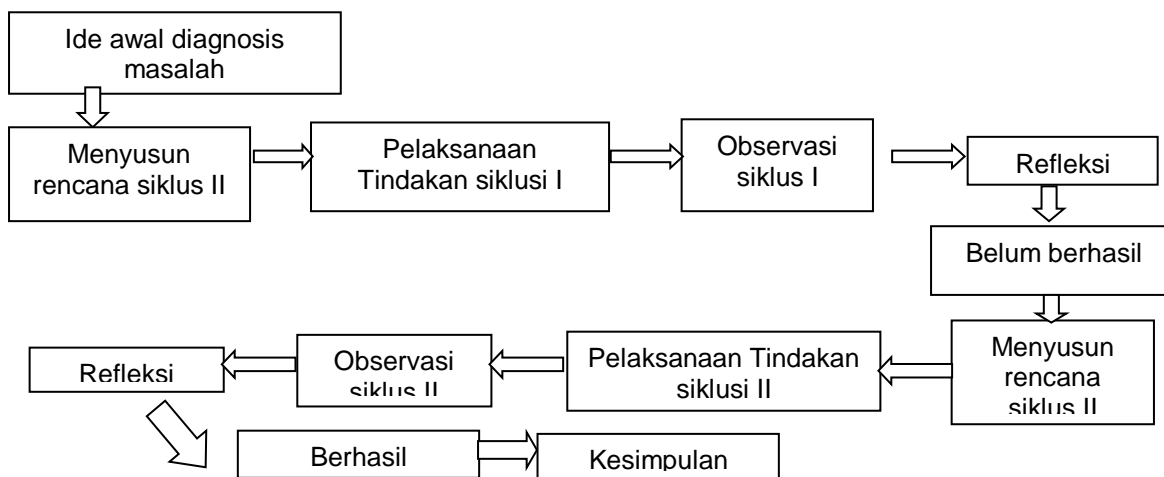 Ide awal diagnosis
masalah
Menyusun
rencana siklus II
Pelaksanaan
Tindakan siklusi I
Observasi
siklus I
Refleksi
Belum berhasil
Menyusun
rencana
siklus II
Pelaksanaan Tindakan
siklusi II
Observasi
siklus II
Refleksi
Berhasil
Kesimpulan